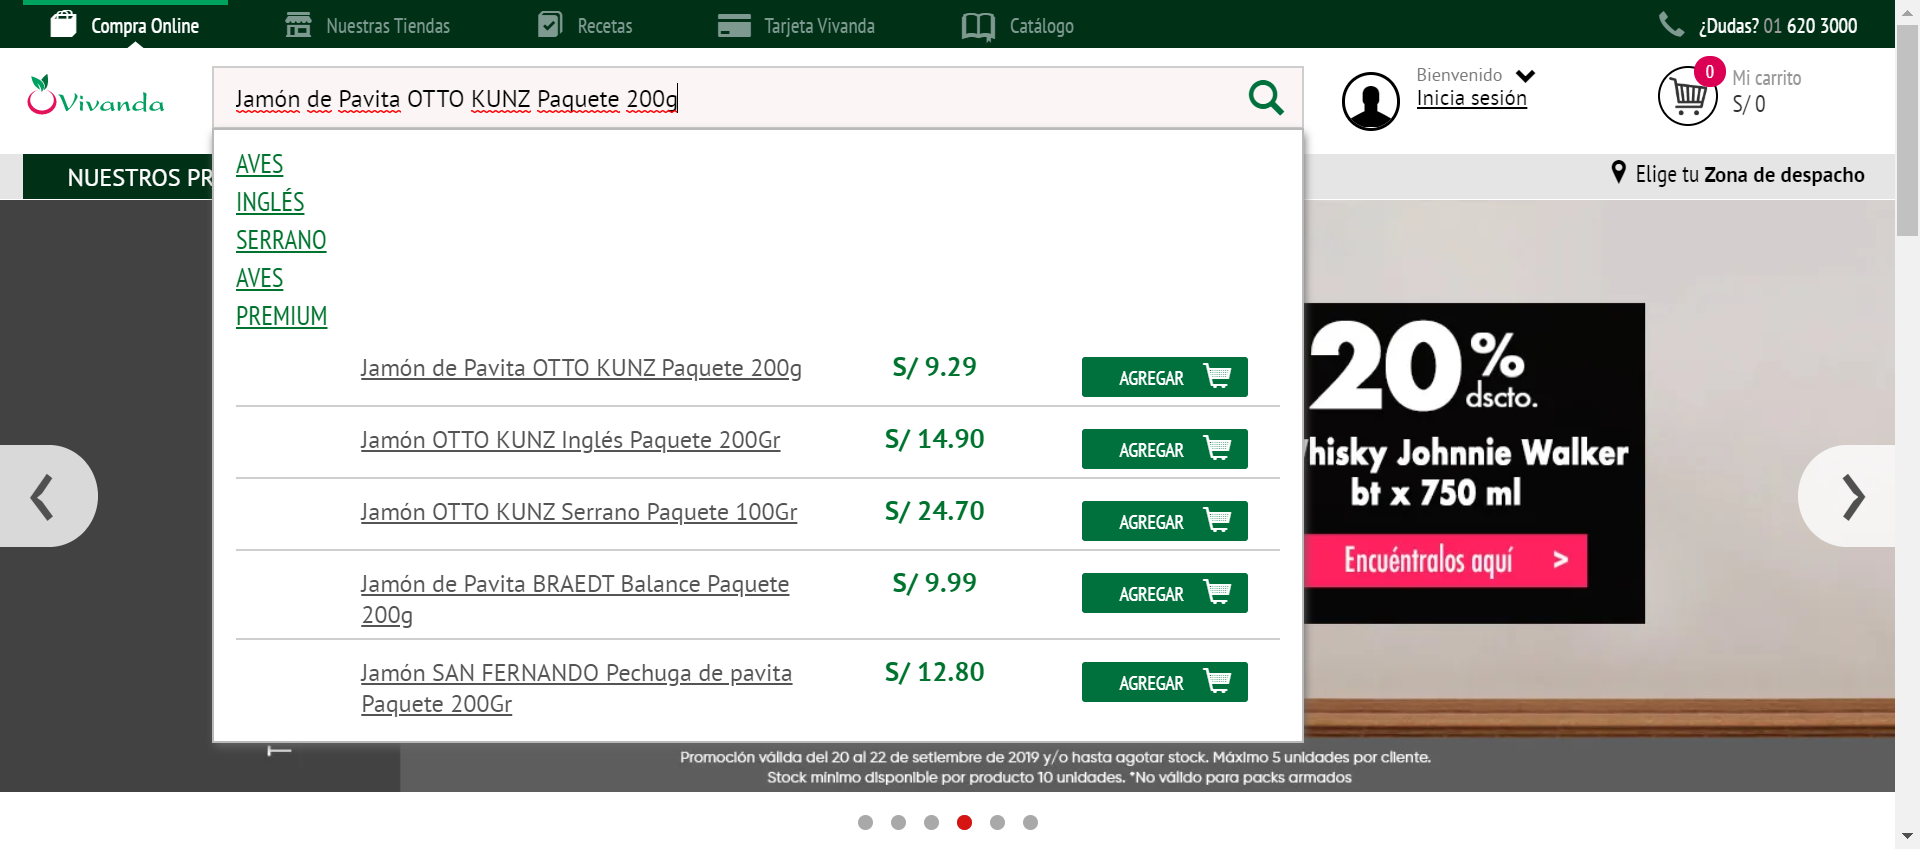 Compra Online
Nuestras Tiendas
Recetas
Tarjeta Vivanda
Catálogo
¿Dudas? 01 620 3000
Vivanda
Jamón de Pavita OTTO KUNZ Paquete 200g
Bienvenido
Inicia sesión
0
Mi carrito
S/ 0
NUESTROS PR
Elige tu Zona de despacho
AVES
INGLÉS
SERRANO
AVES
PREMIUM
Jamón de Pavita OTTO KUNZ Paquete 200g S/ 9.29 AGREGAR
Jamón OTTO KUNZ Inglés Paquete 200Gr S/ 14.90 AGREGAR
Jamón OTTO KUNZ Serrano Paquete 100Gr S/ 24.70 AGREGAR
Jamón de Pavita BRAEDT Balance Paquete
200g
S/ 9.99 AGREGAR
Jamón SAN FERNANDO Pechuga de pavita
Paquete 200Gr
S/ 12.80 AGREGAR
20% dscto.
hisky Johnnie Walker
bt x 750 ml
Encuéntralos aquí >
Promoción válida del 20 al 22 de setiembre de 2019 y/o hasta agotar stock. Máximo 5 unidades por cliente.
Stock mínimo disponible por producto 10 unidades. *No válido para packs armados